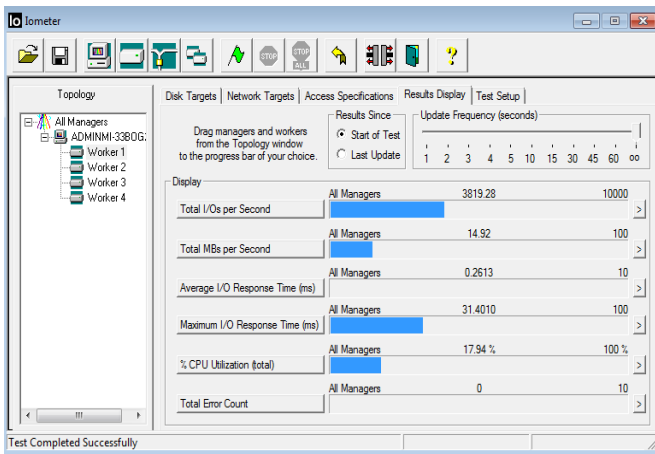 Iometer
STOP
STOP ALL
Topology
All Managers
ADMINMI-33BOG:
Worker 1
Worker 2
Worker 3
Worker 4
Disk Targets
Network Targets
Access Specifications
Results Display
Test Setup
Drag managers and workers
from the Topology window
to the progress bar of your choice.
Results Since
Start of Test
Last Update
Update Frequency (seconds)
1 2 3 4 5 10 15 30 45 60 oo
Display
All Managers 3819.28 10000
Total I/Os per Second
All Managers 14.92 100
Total MBs per Second
All Managers 0.2613 10
Average I/O Response Time (ms)
All Managers 31.4010 100
Maximum I/O Response Time (ms)
All Managers 17.94 % 100 %
% CPU Utilization (total)
All Managers 0 10
Total Error Count
Test Completed Successfully